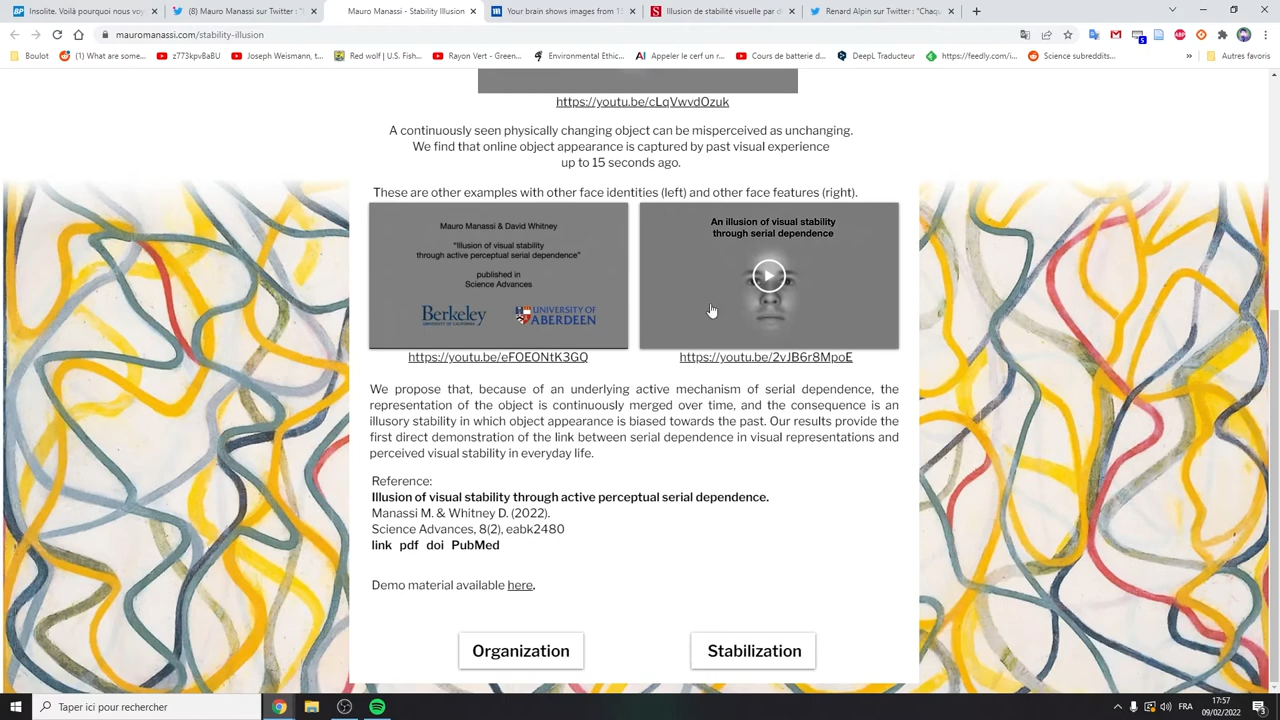 Insolite. Voilà pourquoi nous voy
(8) Mauro Manassi sur Twitter : "I
Mauro Manassi - Stability Illusion
Your brain shows images from 15
Illusion de stabilité visuelle par d
Renard Alpin sur Twitter : "Chaqu
mauromanassi.com/stability-illusion
Boulot
(1) What are some...
z773kpvBaBU
Joseph Weismann, t...
Red wolf | U.S. Fish...
Rayon Vert - Green...
Environmental Ethic...
Appeler le cerf un r...
Cours de batterie d...
DeepL Traducteur
https://feedly.com/i...
Science subreddits...
»
Autres favoris
https://youtu.be/cLqVwvdOzuk
A continuously seen physically changing object can be misperceived as unchanging.
We find that online object appearance is captured by past visual experience
up to 15 seconds ago.
These are other examples with other face identities (left) and other face features (right).
Mauro Manassi & David Whitney
"Illusion of visual stability
through active perceptual serial dependence"
published in
Science Advances
Berkeley
UNIVERSITY OF CALIFORNIA
UNIVERSITY OF
ABERDEEN
An illusion of visual stability
through serial dependence
https://youtu.be/eFOEONtK3GQ
https://youtu.be/2vJB6r8MpoE
We propose that, because of an underlying active mechanism of serial dependence, the
representation of the object is continuously merged over time, and the consequence is an
illusory stability in which object appearance is biased towards the past. Our results provide the
first direct demonstration of the link between serial dependence in visual representations and
perceived visual stability in everyday life.
Reference:
Illusion of visual stability through active perceptual serial dependence.
Manassi M. & Whitney D. (2022).
Science Advances, 8(2), eabk2480
link pdf doi PubMed
Demo material available here.
Organization
Stabilization
Taper ici pour rechercher
FRA
17:57
09/02/2022